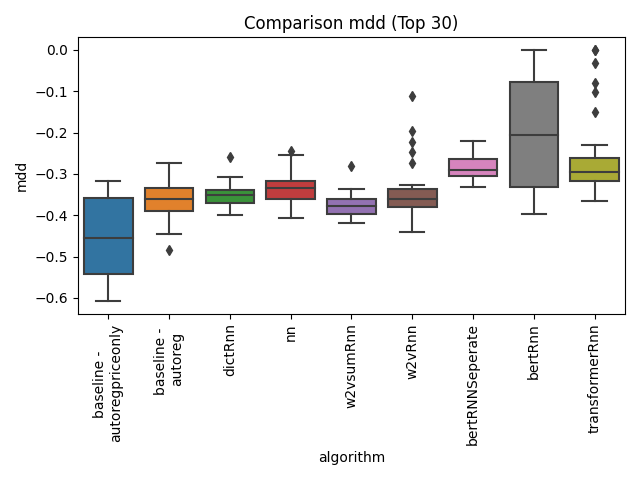 Comparison mdd (Top 30)
0.0
−0.1
−0.2
−0.3
−0.4
−0.5
−0.6
mdd
baseline -
autoregpriceonly
baseline -
autoreg
dictRnn
nn
w2vsumRnn
w2vRnn
bertRNNSeperate
bertRnn
transformerRnn
algorithm